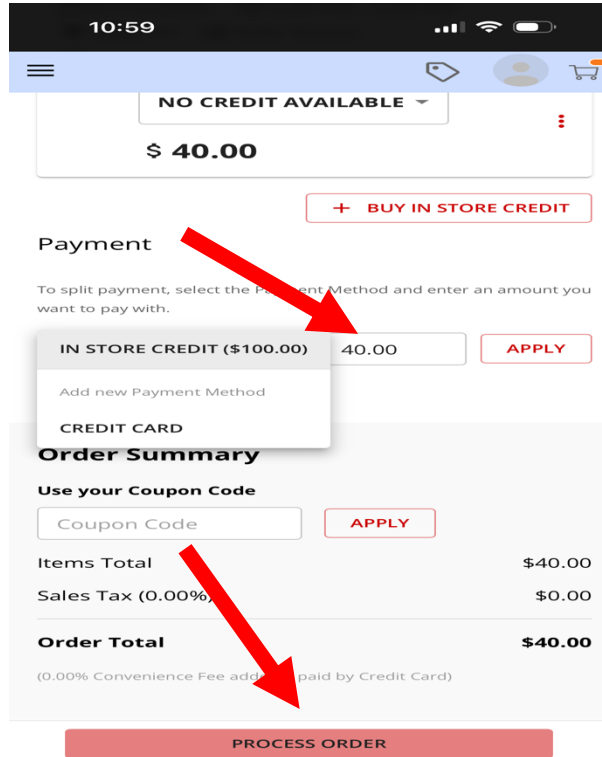 10:59
NO CREDIT AVAILABLE
$ 40.00
+ BUY IN STORE CREDIT
Payment
To split payment, select the Payment Method and enter an amount you
want to pay with.
IN STORE CREDIT ($100.00) 40.00 APPLY
Add new Payment Method
CREDIT CARD
Order Summary
Use your Coupon Code
Coupon Code APPLY
Items Total $40.00
Sales Tax (0.00%) $0.00
Order Total $40.00
(0.00% Convenience Fee added paid by Credit Card)
PROCESS ORDER